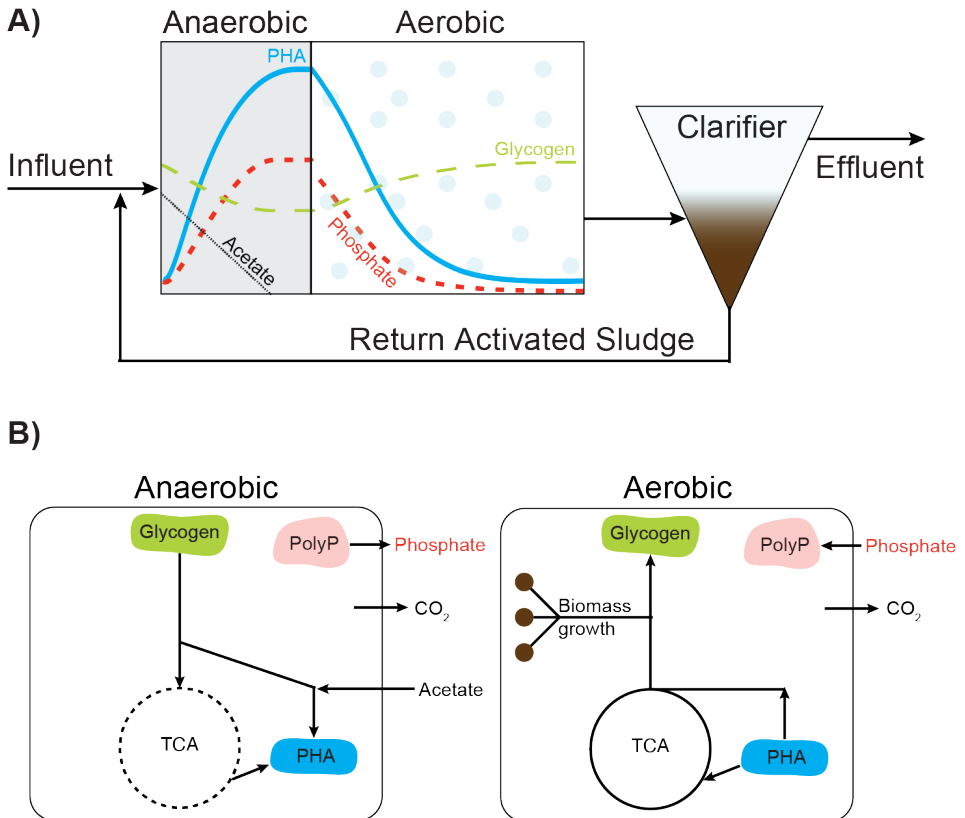 A)
Anaerobic
Aerobic
PHA
Glycogen
Influent
Acetate
Phosphate
Clarifier
Effluent
Return Activated Sludge
B)
Anaerobic
Glycogen
PolyP
Phosphate
CO₂
Acetate
TCA
PHA
Aerobic
Glycogen
PolyP
Phosphate
Biomass
growth
CO₂
TCA
PHA